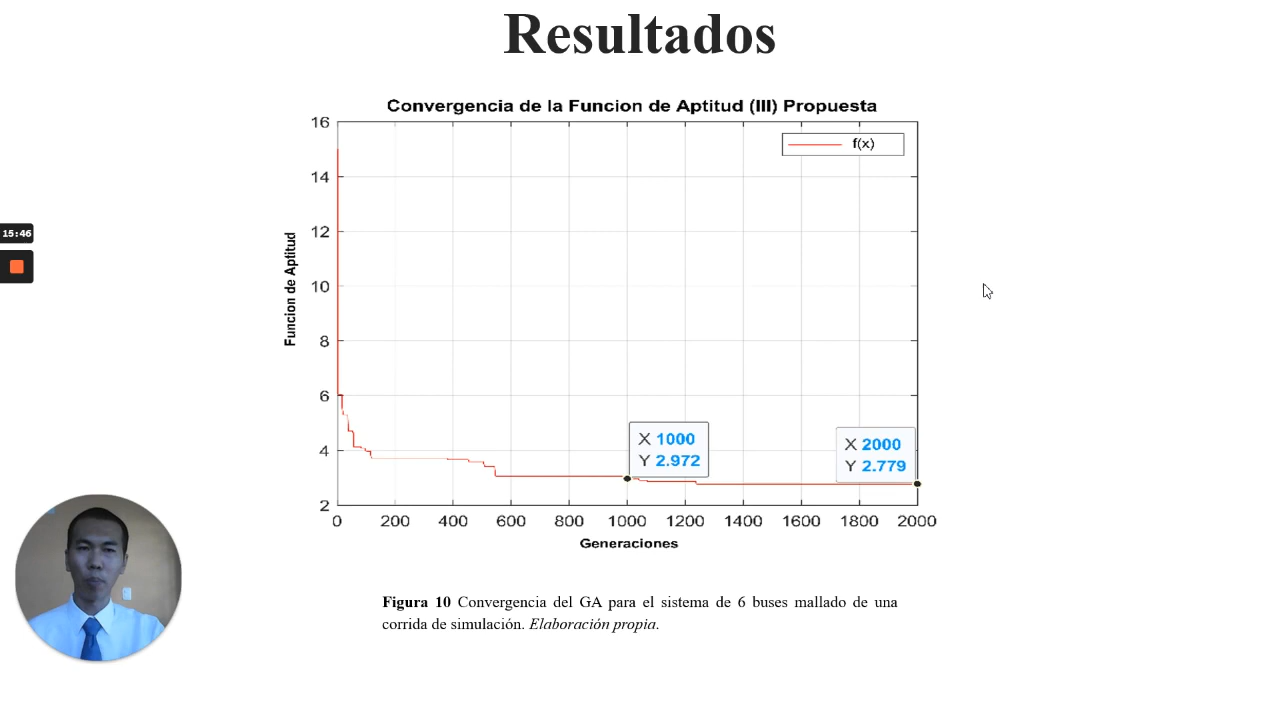 Resultados
Convergencia de la Funcion de Aptitud (III) Propuesta
16
14
12
10
8
6
4
2
Funcion de Aptitud
f(x)
15:46
X 1000
Y 2.972
X 2000
Y 2.779
0 200 400 600 800 1000 1200 1400 1600 1800 2000
Generaciones
Figura 10 Convergencia del GA para el sistema de 6 buses mallado de una
corrida de simulación. Elaboración propia.